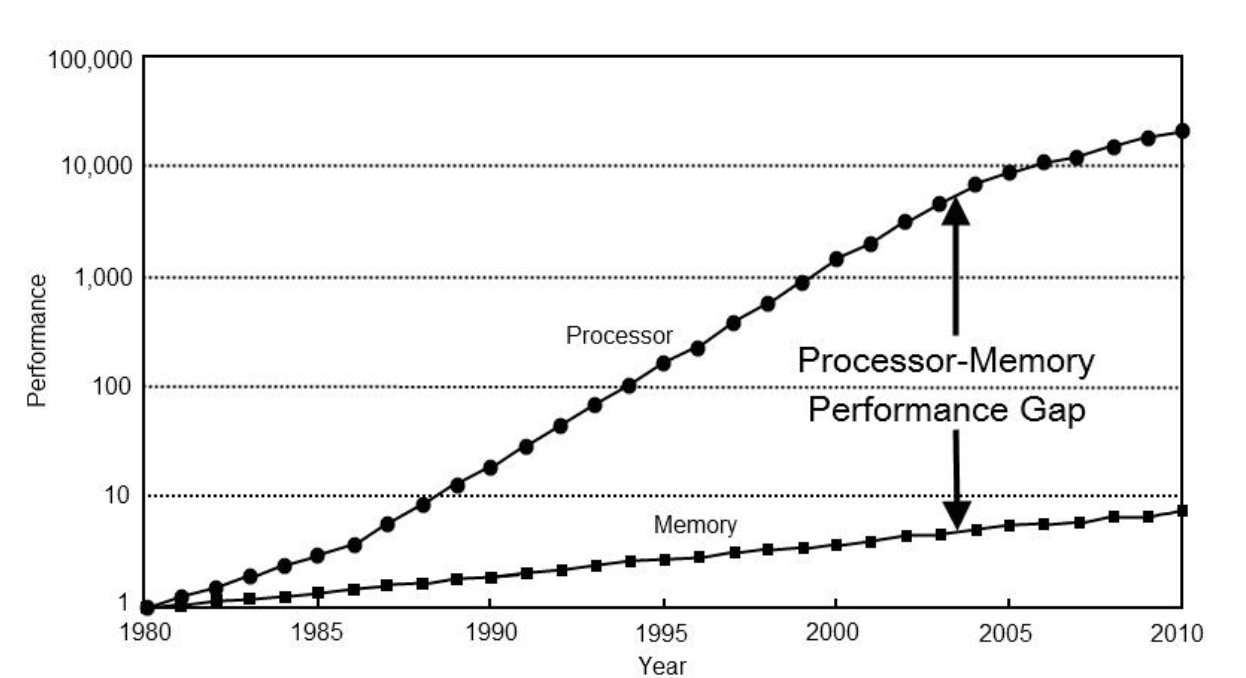 100,000
10,000
1,000
100
10
1
Performance
Processor
Processor-Memory
Performance Gap
Memory
1980
1985
1990
1995
2000
2005
2010
Year